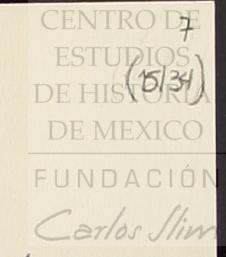 CENTRO DE
7
ESTUDIOS
(15/34)
DE HISTORIA
DE MEXICO
FUNDACIÓN
Carlos Slim